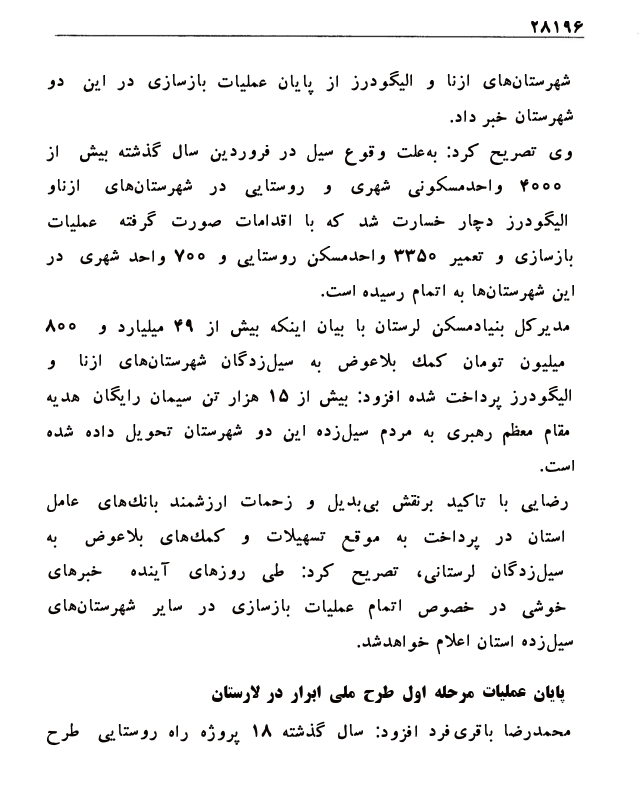 ۲۸۱۹۶
شهرستان‌های ازنا و الیگودرز از پایان عملیات بازسازی در این دو
شهرستان خبر داد.
وی تصریح کرد: به‌علت وقوع سیل در فروردین سال گذشته بیش از
۴۰۰۰ واحدمسکونی شهری و روستایی در شهرستان‌های ازناو
الیگودرز دچار خسارت شد که با اقدامات صورت گرفته عملیات
بازسازی و تعمیر ۳۳۵۰ واحدمسکن روستایی و ۷۰۰ واحد شهری در
این شهرستان‌ها به اتمام رسیده است.
مدیرکل بنیادمسکن لرستان با بیان اینکه بیش از ۴۹ میلیارد و ۸۰۰
میلیون تومان کمك بلاعوض به سیل‌زدگان شهرستان‌های ازنا و
الیگودرز پرداخت شده افزود: بیش از ۱۵ هزار تن سیمان رایگان هدیه
مقام معظم رهبری به مردم سیل‌زده این دو شهرستان تحویل داده شده
است.
رضایی با تاکید برنقش بی‌بدیل و زحمات ارزشمند بانك‌های عامل
استان در پرداخت به موقع تسهیلات و کمك‌های بلاعوض به
سیل‌زدگان لرستانی، تصریح کرد: طی روزهای آینده خبرهای
خوشی در خصوص اتمام عملیات بازسازی در سایر شهرستان‌های
سیل‌زده استان اعلام خواهدشد.
پایان عملیات مرحله اول طرح ملی ابرار در لارستان
محمدرضا باقری‌فرد افزود: سال گذشته ۱۸ پروژه راه روستایی طرح